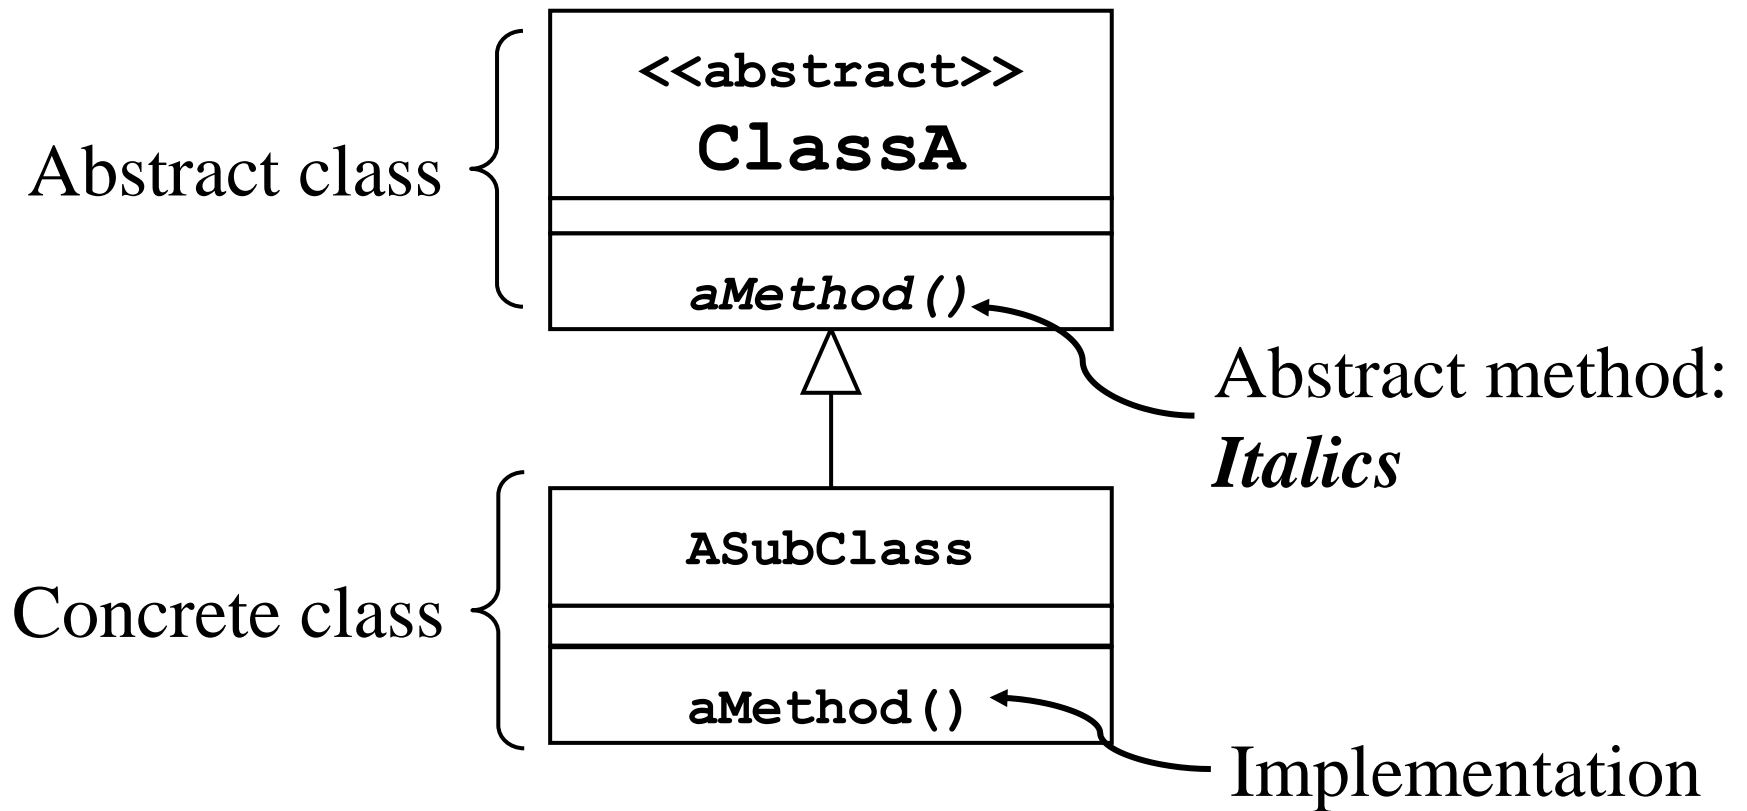 <<abstract>>
ClassA
Abstract class
aMethod()
Abstract method:
Italics
ASubClass
Concrete class
aMethod()
Implementation